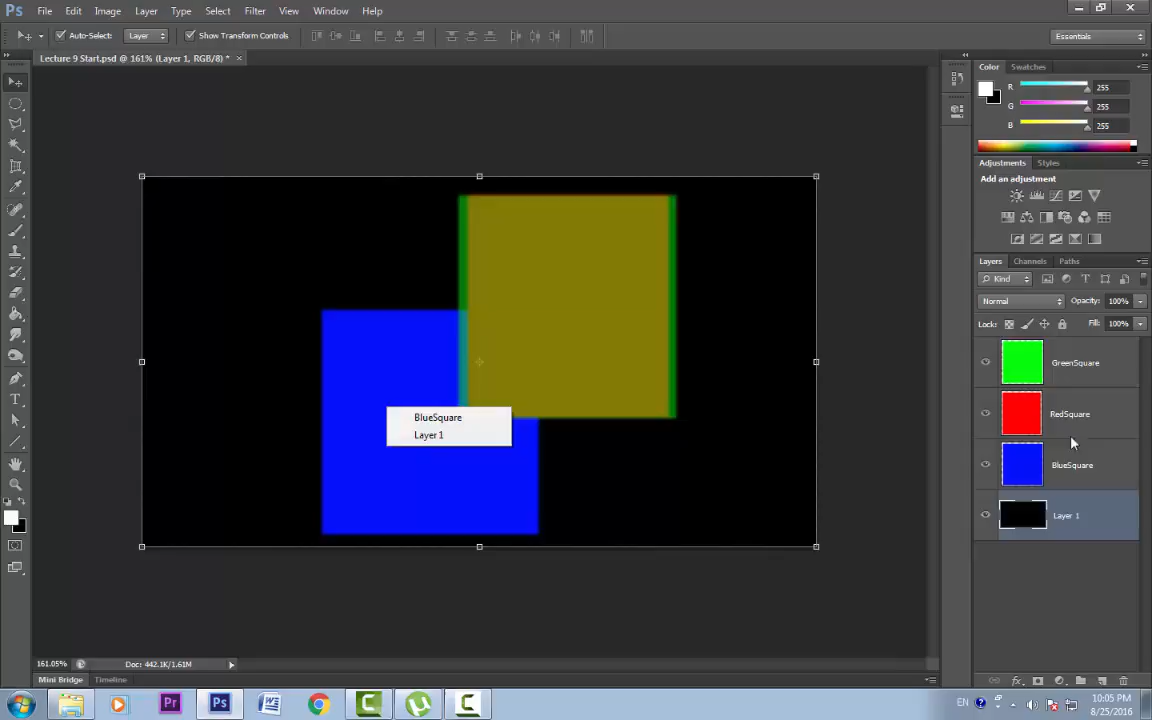 Ps File Edit Image Layer Type Select Filter View Window Help
Auto-Select: Layer Show Transform Controls Essentials
Lecture 9 Start.psd @ 161% (Layer 1, RGB/8) * ×
Color Swatches
R 255
G 255
B 255
Adjustments Styles
Add an adjustment
Layers Channels Paths
Kind
Normal Opacity: 100%
Lock: Fill: 100%
GreenSquare
RedSquare
BlueSquare
Layer 1
BlueSquare
Layer 1
161.05% Doc: 442.1K/1.61M
Mini Bridge Timeline
Pr Ps W C µ C EN 10:05 PM
8/25/2016